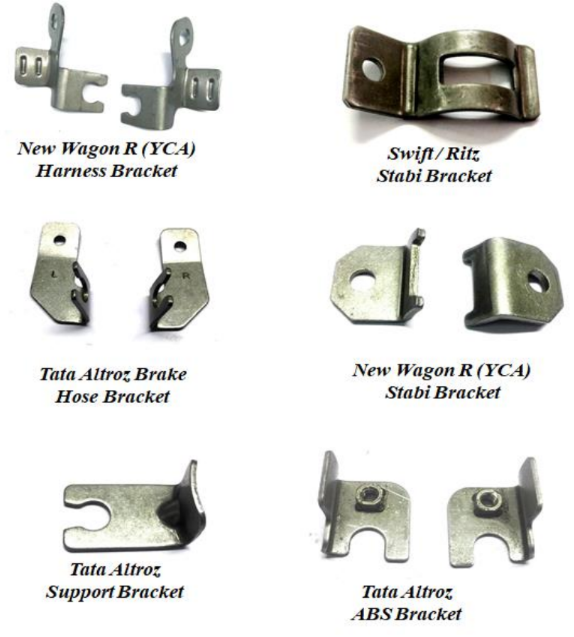 New Wagon R (YCA)
Harness Bracket
Swift / Ritz
Stabi Bracket
L
R
Tata Altroz Brake
Hose Bracket
New Wagon R (YCA)
Stabi Bracket
Tata Altroz
Support Bracket
Tata Altroz
ABS Bracket